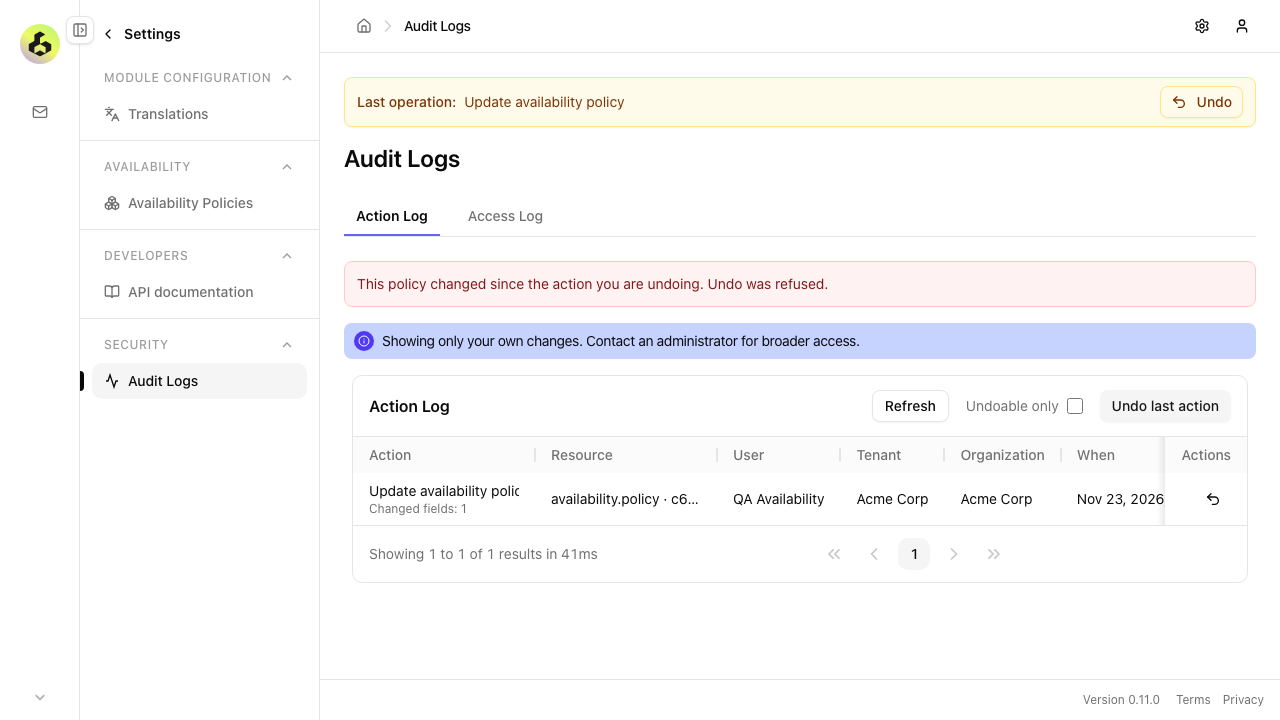 Settings
MODULE CONFIGURATION
Translations
AVAILABILITY
Availability Policies
DEVELOPERS
API documentation
SECURITY
Audit Logs
Audit Logs
Last operation: Update availability policy
Undo
Audit Logs
Action Log
Access Log
This policy changed since the action you are undoing. Undo was refused.
Showing only your own changes. Contact an administrator for broader access.
Action Log
Refresh
Undoable only
Undo last action
Action Resource User Tenant Organization When Actions
Update availability polic
Changed fields: 1
availability.policy · c6...
QA Availability
Acme Corp
Acme Corp
Nov 23, 2026
Showing 1 to 1 of 1 results in 41ms
1
Version 0.11.0 Terms Privacy